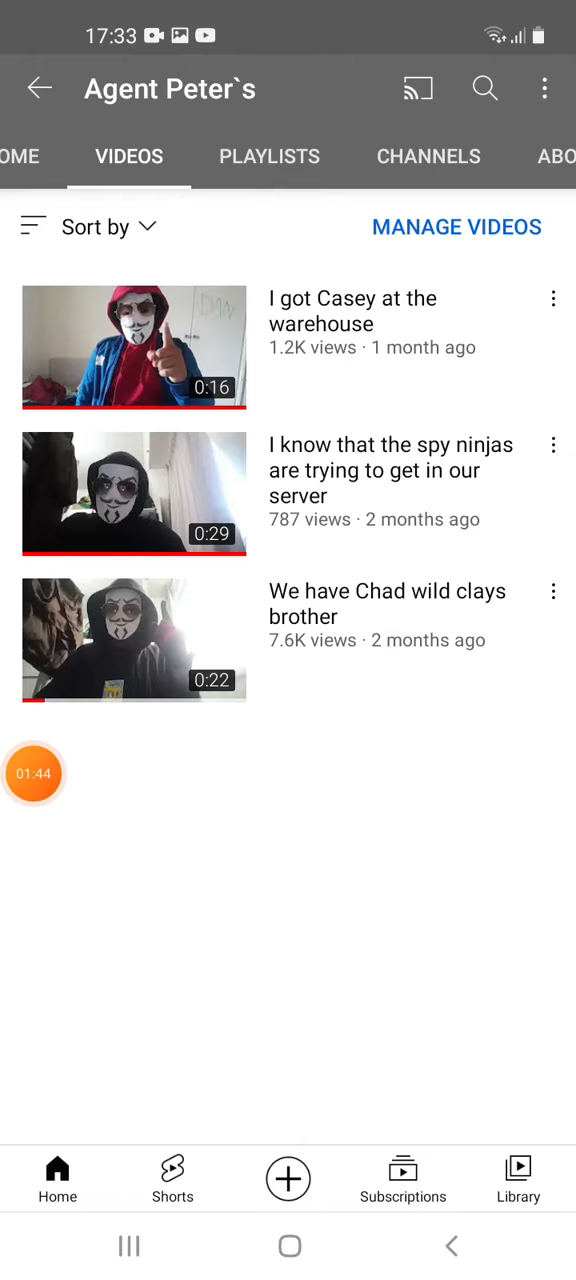 17:33
Agent Peter`s
OME VIDEOS PLAYLISTS CHANNELS ABO
Sort by MANAGE VIDEOS
I got Casey at the
warehouse
1.2K views · 1 month ago
0:16
I know that the spy ninjas
are trying to get in our
server
787 views · 2 months ago
0:29
We have Chad wild clays
brother
7.6K views · 2 months ago
0:22
01:44
Home Shorts Subscriptions Library